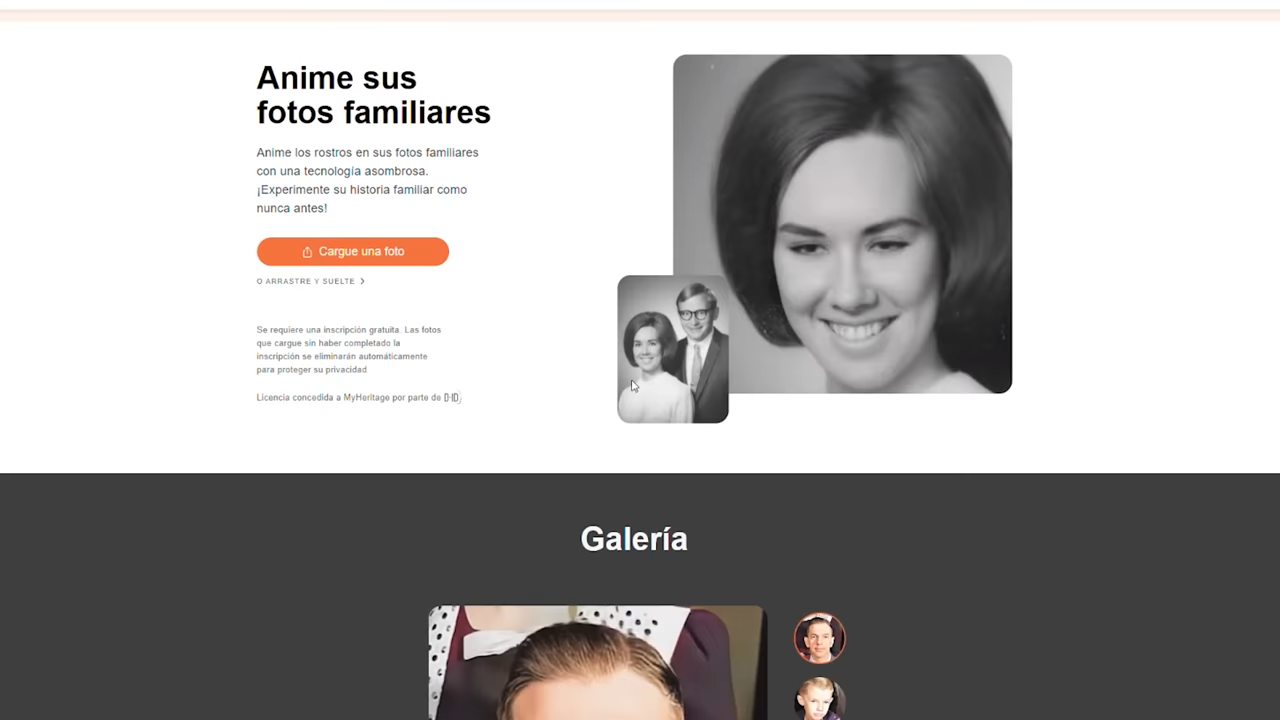 Anime sus
fotos familiares
Anime los rostros en sus fotos familiares
con una tecnología asombrosa.
¡Experimente su historia familiar como
nunca antes!
Cargue una foto
O ARRASTRE Y SUELTE
Se requiere una inscripción gratuita. Las fotos
que cargue sin haber completado la
inscripción se eliminarán automáticamente
para proteger su privacidad
Licencia concedida a MyHeritage por parte de D-ID
Galería